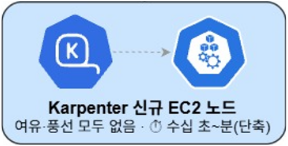 K
Karpenter 신규 EC2 노드
여유·풍선 모두 없음 · ⏱ 수십 초~분(단축)